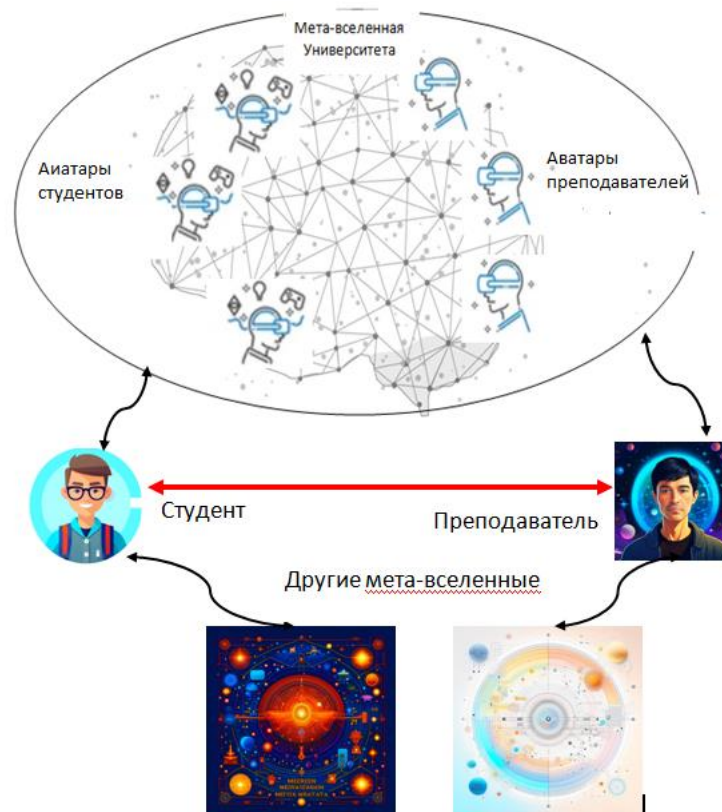 Мета-вселенная
Университета
Аиатары
студентов
Аватары
преподавателей
Студент
Преподаватель
Другие мета-вселенные